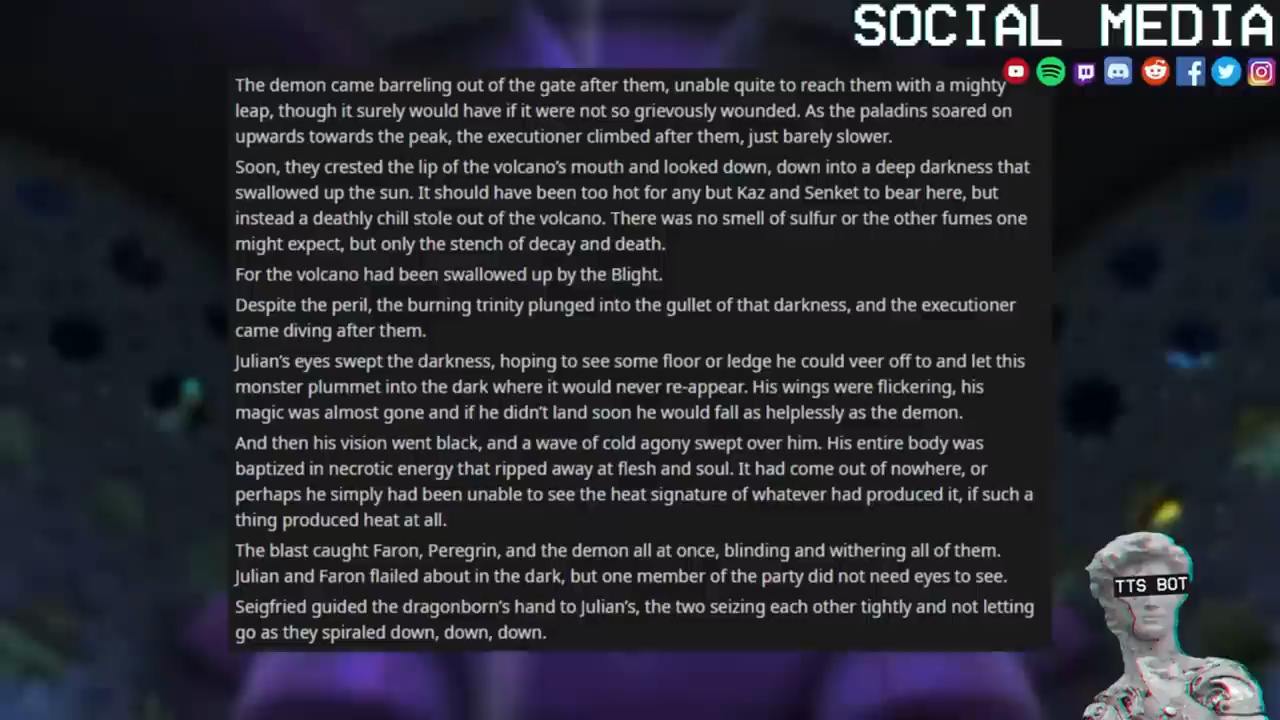 SOCIAL MEDIA
The demon came barreling out of the gate after them, unable quite to reach them with a mighty
leap, though it surely would have if it were not so grievously wounded. As the paladins soared on
upwards towards the peak, the executioner climbed after them, just barely slower.
Soon, they crested the lip of the volcano's mouth and looked down, down into a deep darkness that
swallowed up the sun. It should have been too hot for any but Kaz and Senket to bear here, but
instead a deathly chill stole out of the volcano. There was no smell of sulfur or the other fumes one
might expect, but only the stench of decay and death.
For the volcano had been swallowed up by the Blight.
Despite the peril, the burning trinity plunged into the gullet of that darkness, and the executioner
came diving after them.
Julian's eyes swept the darkness, hoping to see some floor or ledge he could veer off to and let this
monster plummet into the dark where it would never re-appear. His wings were flickering, his
magic was almost gone and if he didn't land soon he would fall as helplessly as the demon.
And then his vision went black, and a wave of cold agony swept over him. His entire body was
baptized in necrotic energy that ripped away at flesh and soul. It had come out of nowhere, or
perhaps he simply had been unable to see the heat signature of whatever had produced it, if such a
thing produced heat at all.
The blast caught Faron, Peregrin, and the demon all at once, blinding and withering all of them.
Julian and Faron flailed about in the dark, but one member of the party did not need eyes to see.
Seigfried guided the dragonborn's hand to Julian's, the two seizing each other tightly and not letting
go as they spiraled down, down, down.
TTS BOT